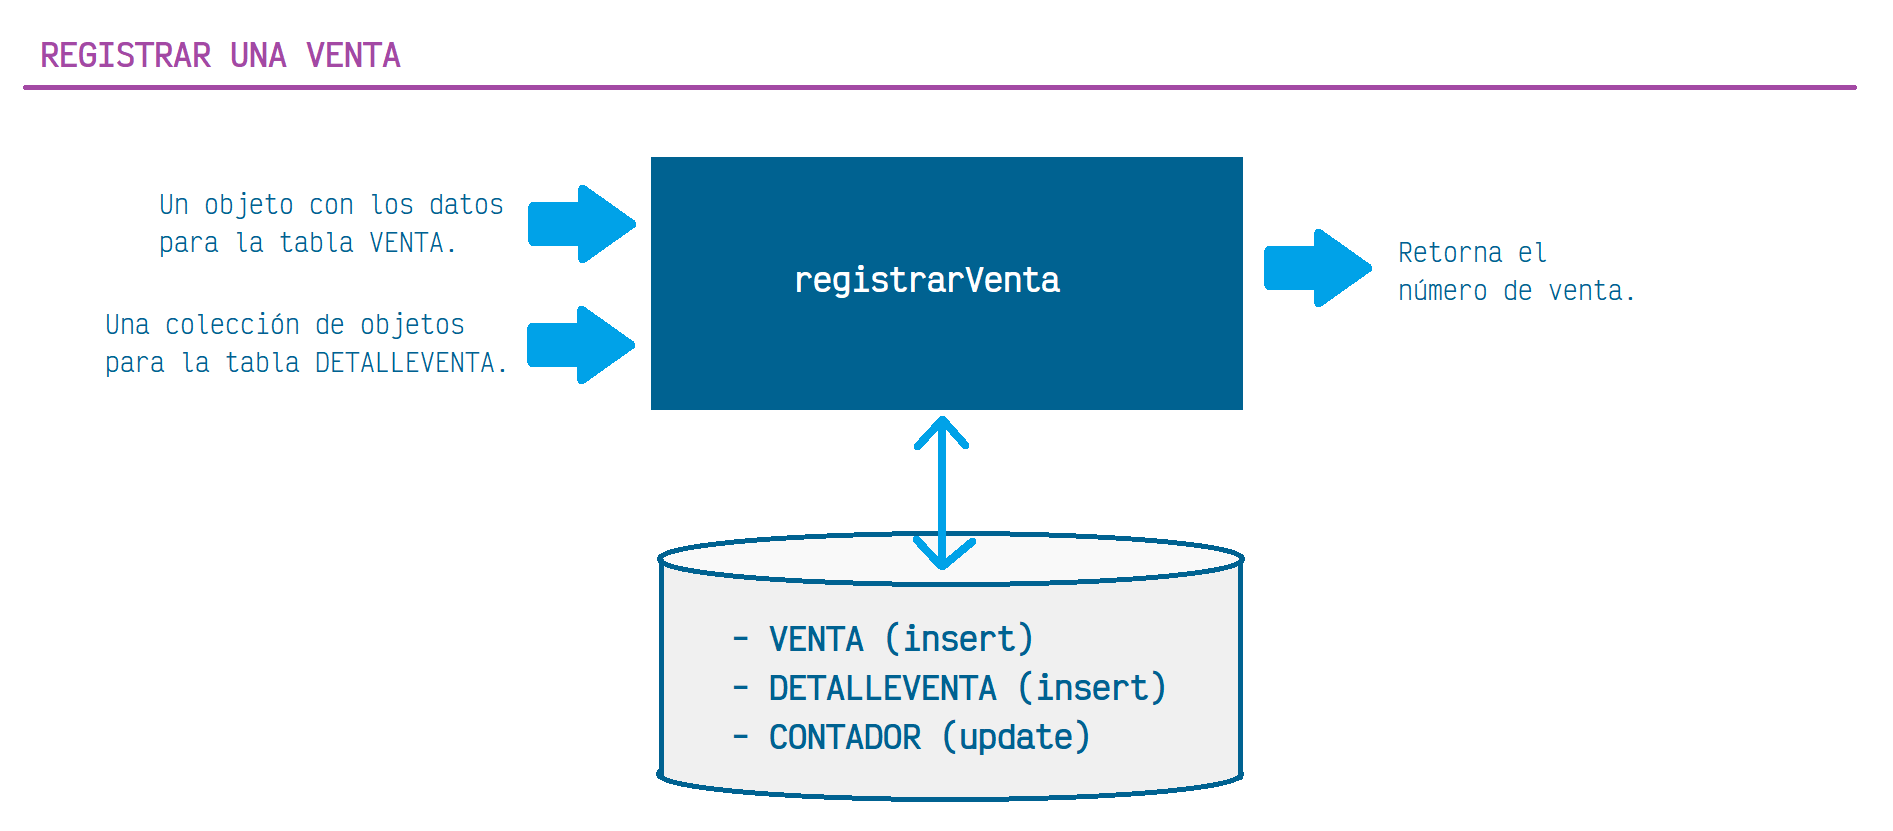 REGISTRAR UNA VENTA
Un objeto con los datos
para la tabla VENTA.
Una colección de objetos
para la tabla DETALLEVENTA.
registrarVenta
Retorna el
número de venta.
- VENTA (insert)
- DETALLEVENTA (insert)
- CONTADOR (update)